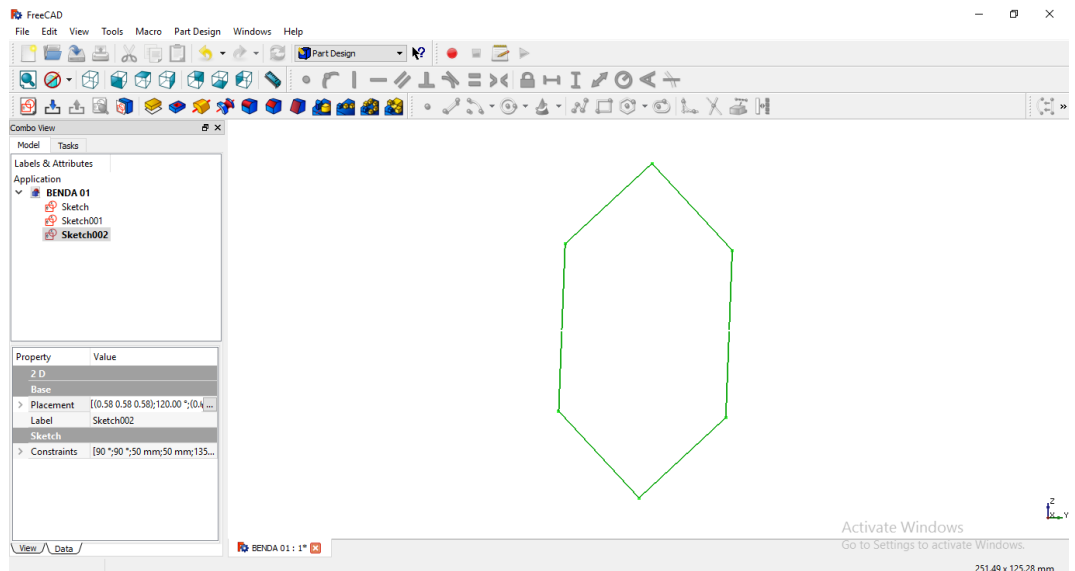 FreeCAD
File Edit View Tools Macro Part Design Windows Help
Part Design
Combo View
Model Tasks
Labels & Attributes
Application
BENDA 01
Sketch
Sketch001
Sketch002
Property Value
2 D
Base
Placement [(0.58 0.58 0.58);120.00 °;(0.( ...
Label Sketch002
Sketch
Constraints [90 °;90 °;50 mm;50 mm;135...
View Data
BENDA 01 : 1*
Z
X Y
Activate Windows
Go to Settings to activate Windows.
251.49 x 125.28 mm